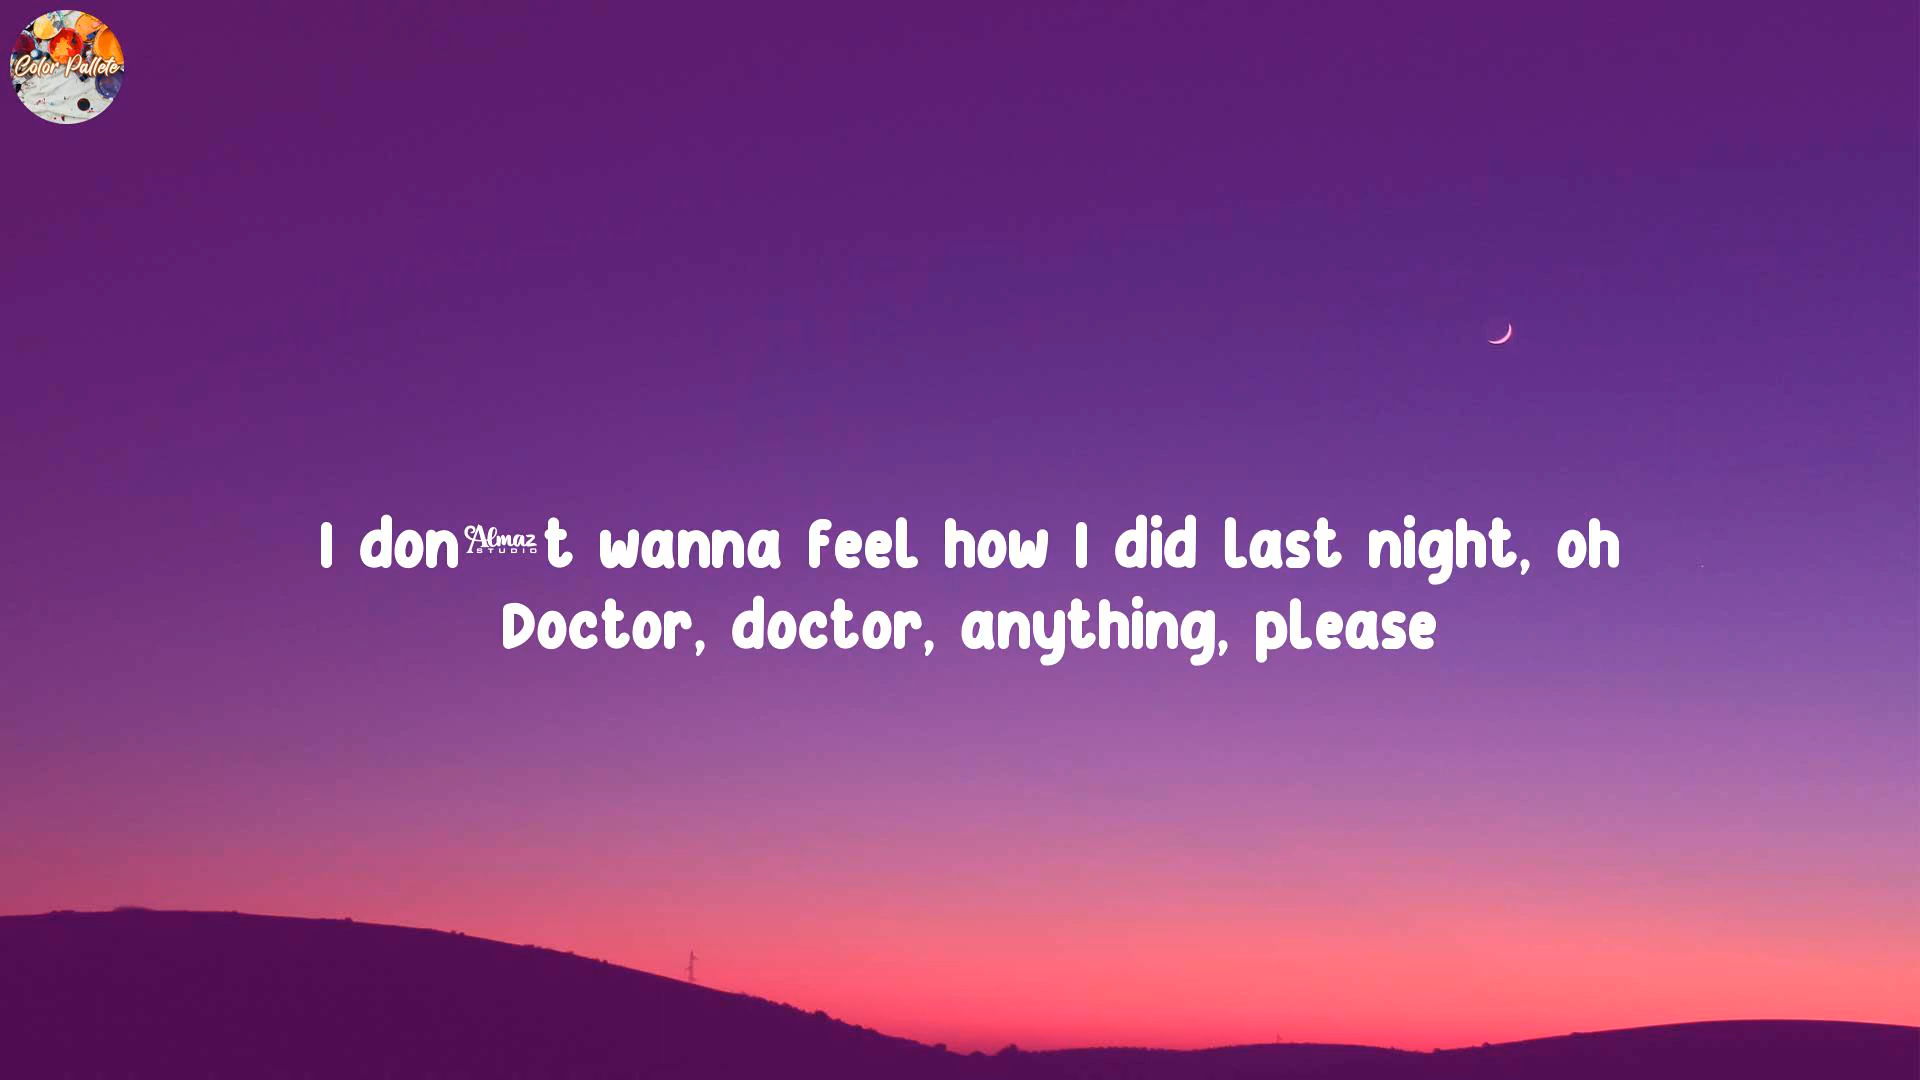 Color Pallete
I don Almaz STUDIO t wanna feel how I did last night, oh
Doctor, doctor, anything, please